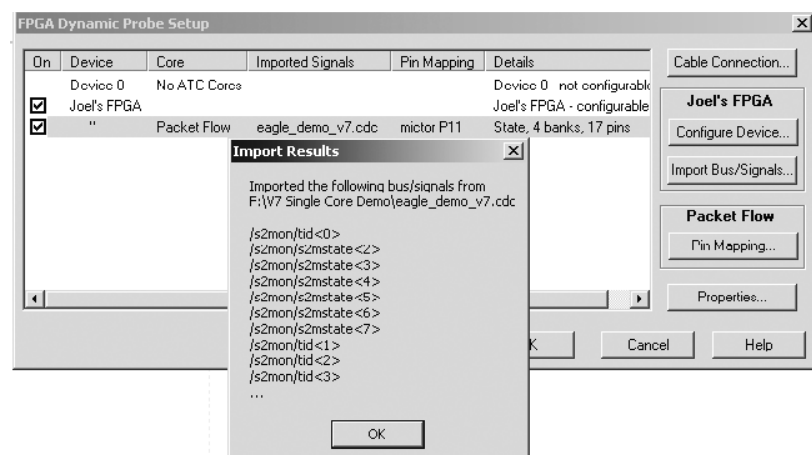 FPGA Dynamic Probe Setup
On Device Core Imported Signals Pin Mapping Details
Device 0 No ATC Cores Device 0 not configurable
Joel's FPGA Joel's FPGA - configurable
" Packet Flow eagle_demo_v7.cdc mictor P11 State, 4 banks, 17 pins
Cable Connection...
Joel's FPGA
Configure Device...
Import Bus/Signals...
Packet Flow
Pin Mapping...
Properties...
K Cancel Help
Import Results
Imported the following bus/signals from
F:\V7 Single Core Demo\eagle_demo_v7.cdc
/s2mon/tid<0>
/s2mon/s2mstate<2>
/s2mon/s2mstate<3>
/s2mon/s2mstate<4>
/s2mon/s2mstate<5>
/s2mon/s2mstate<6>
/s2mon/s2mstate<7>
/s2mon/tid<1>
/s2mon/tid<2>
/s2mon/tid<3>
...
OK